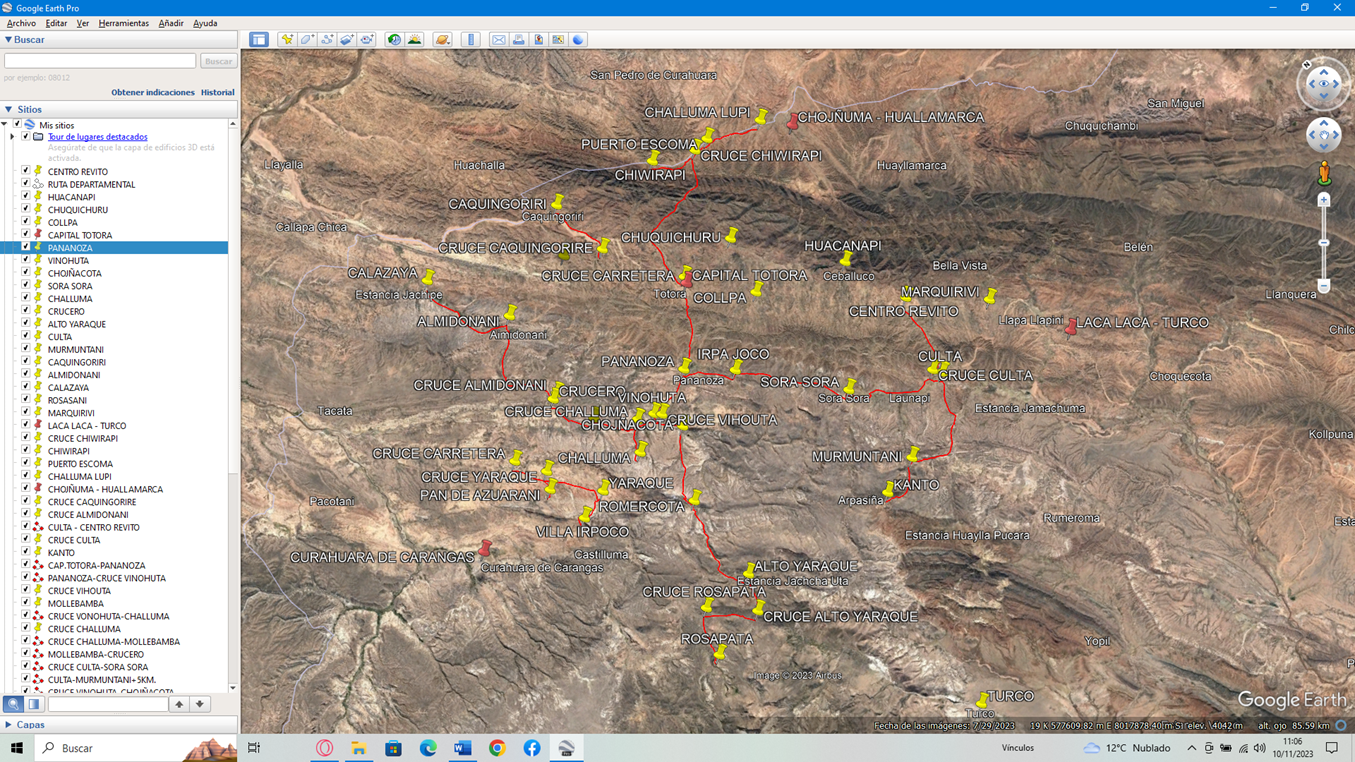 Google Earth Pro
Archivo Editar Ver Herramientas Añadir Ayuda
Buscar
Buscar
por ejemplo: 08012
Obtener indicaciones Historial
Sitios
Mis sitios
Tour de lugares destacados
Asegúrate de que la capa de edificios 3D está
activada.
CENTRO REVITO
RUTA DEPARTAMENTAL
HUACANAPI
CHUQUICHURU
COLLPA
CAPITAL TOTORA
PANANOZA
VINOHUTA
CHOJÑACOTA
SORA SORA
CHALLUMA
CRUCERO
ALTO YARAQUE
CULTA
MURMUNTANI
CAQUINGORIRI
ALMIDONANI
CALAZAYA
ROSASANI
MARQUIRIVI
LACA LACA - TURCO
CRUCE CHIWIRAPI
CHIWIRAPI
PUERTO ESCOMA
CHALLUMA LUPI
CHOJÑUMA - HUALLAMARCA
CRUCE CAQUINGORIRE
CRUCE ALMIDONANI
CULTA - CENTRO REVITO
CRUCE CULTA
KANTO
CAP.TOTORA-PANANOZA
PANANOZA-CRUCE VINOHUTA
CRUCE VIHOUTA
MOLLEBAMBA
CRUCE VONOHUTA-CHALLUMA
CRUCE CHALLUMA
CRUCE CHALLUMA-MOLLEBAMBA
MOLLEBAMBA-CRUCERO
CRUCE CULTA-SORA SORA
CULTA-MURMUNTANI+5KM.
CRUCE VINOHUTA-CHOJÑACOTA
Capas
San Pedro de Curahuara
San Miguel
CHALLUMA LUPI
CHOJÑUMA - HUALLAMARCA
Chuquichambi
PUERTO ESCOMA
CRUCE CHIWIRAPI
Llayalla
Huachalla
Huayllamarca
CHIWIRAPI
CAQUINGORIRI
Caquingoriri
Callapa Chica
CHUQUICHURU
CRUCE CAQUINGORIRE
HUACANAPI
Belén
Bella Vista
CALAZAYA
CRUCE CARRETERA
CAPITAL TOTORA
Ceballuco
Estancia Jachipe
Totora
COLLPA
MARQUIRIVI
Llanquera
CENTRO REVITO
ALMIDONANI
Almidonani
Llapa Llapini
LACA LACA - TURCO
IRPA JOCO
PANANOZA
CULTA
Pananoza
CRUCE CULTA
Choquecota
SORA SORA
CRUCE ALMIDONANI
CRUCERO
VINOHUTA
Sora Sora
Launapi
Tacata
CRUCE CHALLUMA
Estancia Jamachuma
CHOJNACOTA
CRUCE VIHOUTA
Kollpuna
CRUCE CARRETERA
CHALLUMA
MURMUNTANI
CRUCE YARAQUE
YARAQUE
KANTO
PAN DE AZUARANI
Pacotani
Arpasiña
ROMERCOTA
Rumeroma
VILLA IRPOCO
Estancia Huaylla Pucara
CURAHUARA DE CARANGAS
Castilluma
Curahuara de Carangas
ALTO YARAQUE
Estancia Jachcha Uta
CRUCE ROSAPATA
CRUCE ALTO YARAQUE
ROSAPATA
Yopil
Image © 2023 Airbus
TURCO
Turco
Google Earth
Fecha de las imágenes: 7/29/2023 19 K 577609.82 m E 8017878.40 m S elev. 4042 m alt. ojo 85.59 km
Buscar
Vínculos
12°C Nublado
11:06
10/11/2023